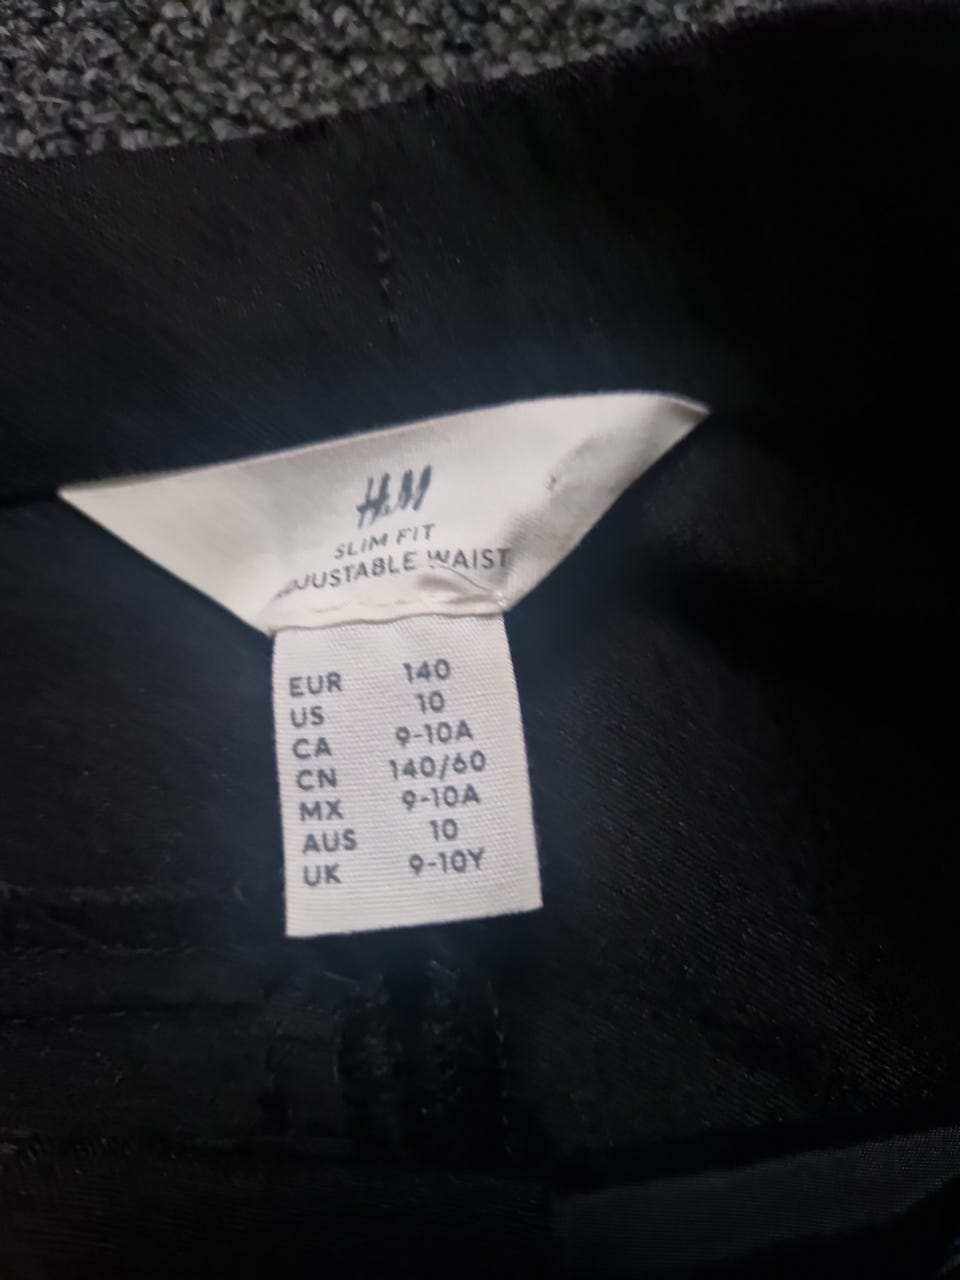 H&M
SLIM FIT
ADJUSTABLE WAIST
EUR 140
US 10
CA 9-10A
CN 140/60
MX 9-10A
AUS 10
UK 9-10Y